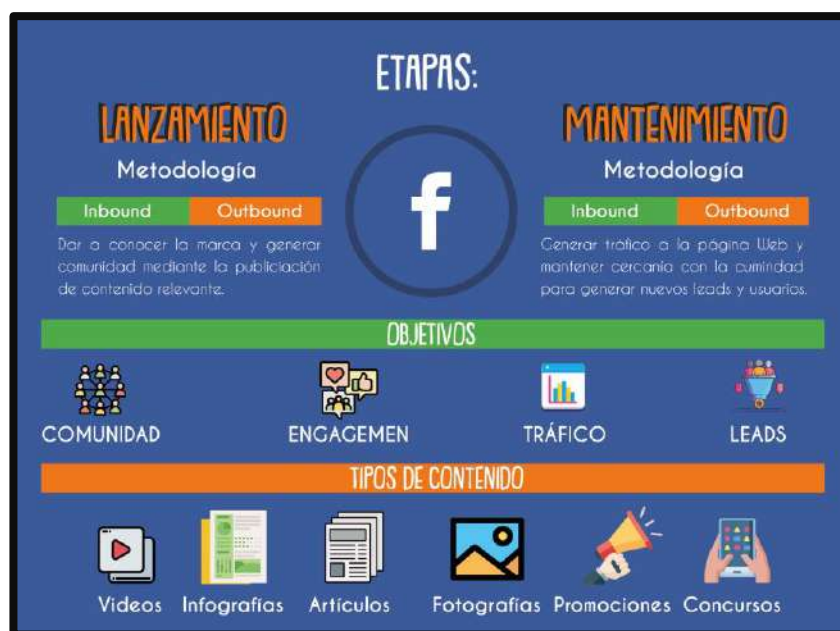 ETAPAS:
LANZAMIENTO
Metodología
Inbound Outbound
Dar a conocer la marca y generar
comunidad mediante la publiciación
de contenido relevante.
MANTENIMIENTO
Metodología
Inbound Outbound
Generar tráfico a la página Web y
mantener cercanía con la cumindad
para generar nuevos leads y usuarios.
OBJETIVOS
COMUNIDAD ENGAGEMEN TRÁFICO LEADS
TIPOS DE CONTENIDO
Videos Infografías Artículos Fotografías Promociones Concursos